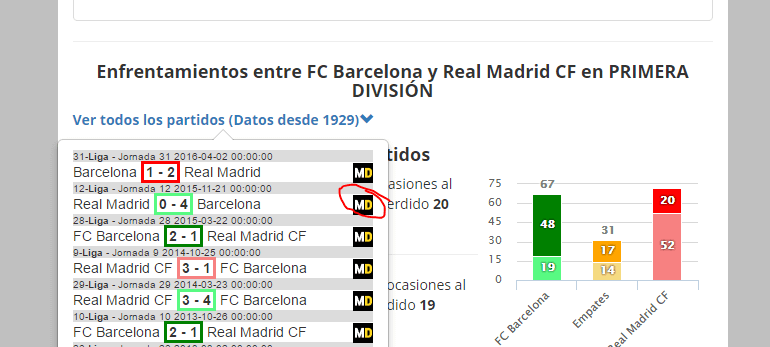 Enfrentamientos entre FC Barcelona y Real Madrid CF en PRIMERA
DIVISIÓN
Ver todos los partidos (Datos desde 1929)
31-Liga - Jornada 31 2016-04-02 00:00:00
Barcelona 1 - 2 Real Madrid MD
12-Liga - Jornada 12 2015-11-21 00:00:00
Real Madrid 0 - 4 Barcelona MD
28-Liga - Jornada 28 2015-03-22 00:00:00
FC Barcelona 2 - 1 Real Madrid CF MD
9-Liga - Jornada 9 2014-10-25 00:00:00
Real Madrid CF 3 - 1 FC Barcelona MD
29-Liga - Jornada 29 2014-03-23 00:00:00
Real Madrid CF 3 - 4 FC Barcelona MD
10-Liga - Jornada 10 2013-10-26 00:00:00
FC Barcelona 2 - 1 Real Madrid CF MD
tidos
asiones al
erdido 20
ocasiones al
dido 19
75
60
45
30
15
0
67
48
19
31
17
14
20
52
FC Barcelona
Empates
Real Madrid CF